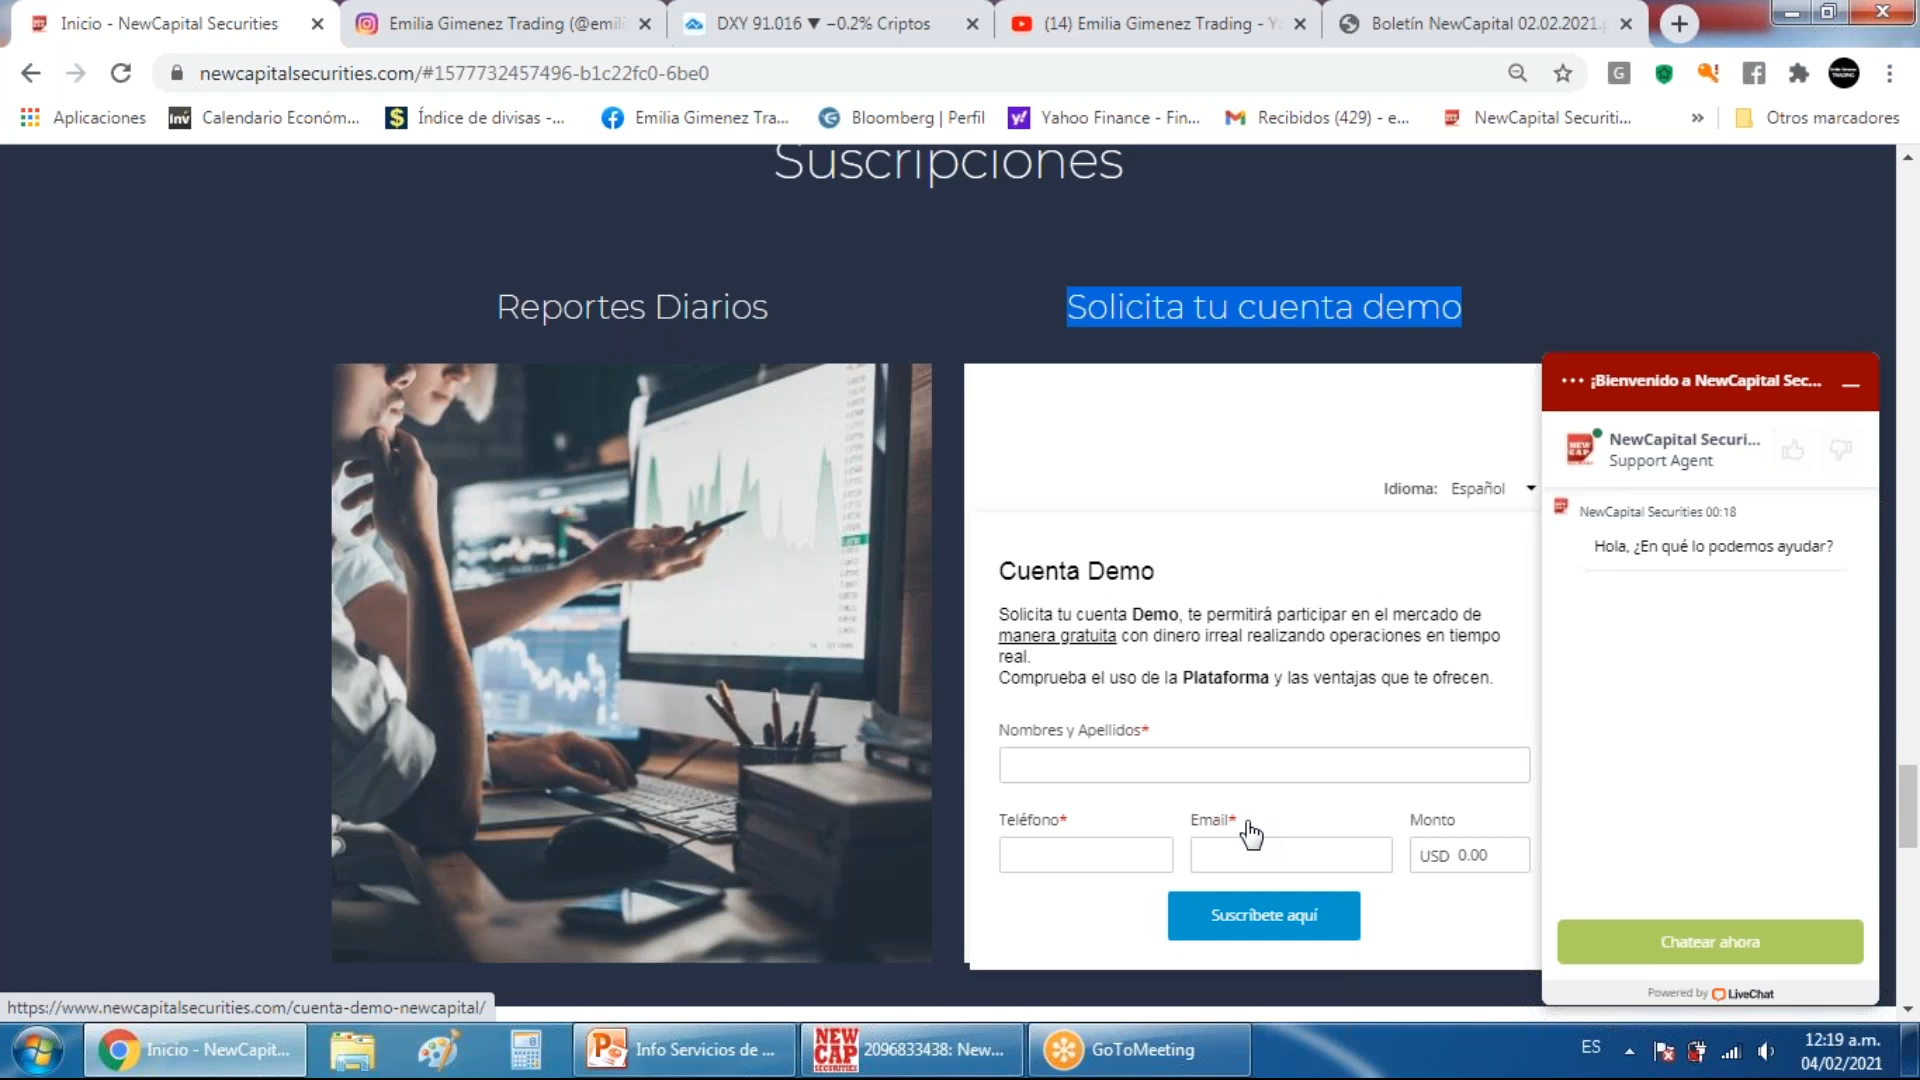 Inicio - NewCapital Securities
Emilia Gimenez Trading (@emili
DXY 91.016 ▼ −0.2% Criptos
(14) Emilia Gimenez Trading - Yo
Boletín NewCapital 02.02.2021.p
newcapitalsecurities.com/#1577732457496-b1c22fc0-6be0
Aplicaciones
Calendario Económ...
Índice de divisas -...
Emilia Gimenez Tra...
Bloomberg | Perfil
Yahoo Finance - Fin...
Recibidos (429) - e...
NewCapital Securiti...
»
Otros marcadores
Suscripciones
Reportes Diarios
Solicita tu cuenta demo
Idioma: Español
Cuenta Demo
Solicita tu cuenta Demo, te permitirá participar en el mercado de
manera gratuita con dinero irreal realizando operaciones en tiempo
real.
Comprueba el uso de la Plataforma y las ventajas que te ofrecen.
Nombres y Apellidos*
Teléfono*
Email*
Monto
USD 0.00
Suscríbete aquí
¡Bienvenido a NewCapital Sec...
NewCapital Securi...
Support Agent
NewCapital Securities 00:18
Hola, ¿En qué lo podemos ayudar?
Chatear ahora
Powered by LiveChat
https://www.newcapitalsecurities.com/cuenta-demo-newcapital/
Inicio - NewCapit...
Info Servicios de ...
NEW
CAP
SECURITIES
2096833438: New...
GoToMeeting
ES
12:19 a.m.
04/02/2021